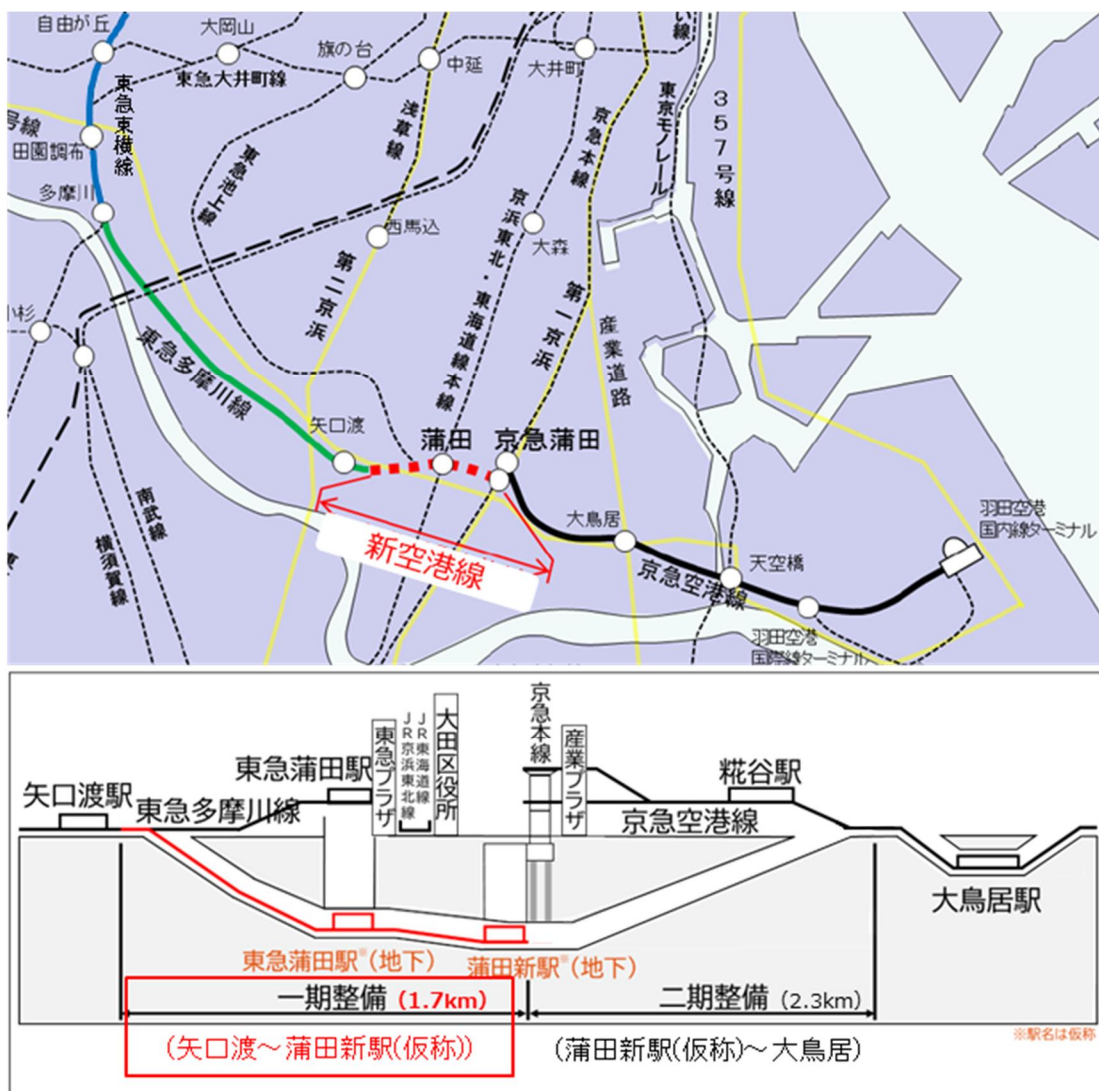 自由が丘
大岡山
旗の台
中延
大井町
い線
東急大井町線
東急東横線
号線
田園調布
多摩川
浅草線
京急本線
東京モノレール
357号線
東急池上線
西馬込
京浜東北・東海道線本線
大森
第二京浜
第一京浜
産業道路
小杉
東急多摩川線
矢口渡
蒲田
京急蒲田
南武線
横須賀線
新空港線
大鳥居
京急空港線
天空橋
羽田空港
国内線ターミナル
羽田空港
国際線ターミナル
矢口渡駅
東急多摩川線
東急蒲田駅
東急プラザ
JR京浜東北線
JR東海道線
大田区役所
京急本線
産業プラザ
京急空港線
糀谷駅
大鳥居駅
東急蒲田駅※(地下)
蒲田新駅※(地下)
一期整備(1.7km)
二期整備(2.3km)
(矢口渡~蒲田新駅(仮称))
(蒲田新駅(仮称)~大鳥居)
※駅名は仮称